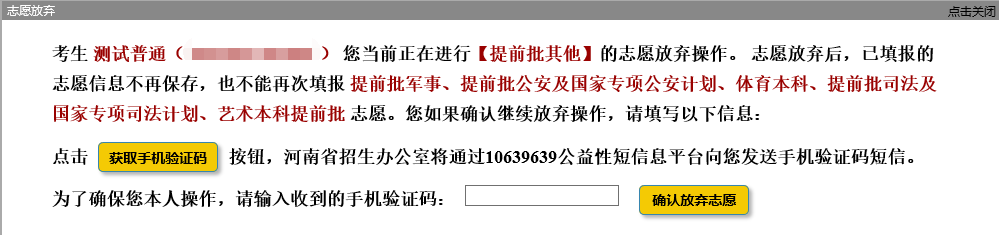 志愿放弃 点击关闭
考生 测试普通（ ） 您当前正在进行【提前批其他】的志愿放弃操作。 志愿放弃后，已填报的
志愿信息不再保存，也不能再次填报 提前批军事、提前批公安及国家专项公安计划、体育本科、提前批司法及
国家专项司法计划、艺术本科提前批 志愿。您如果确认继续放弃操作，请填写以下信息：
点击 获取手机验证码 按钮，河南省招生办公室将通过10639639公益性短信息平台向您发送手机验证码短信。
为了确保您本人操作，请输入收到的手机验证码： 确认放弃志愿